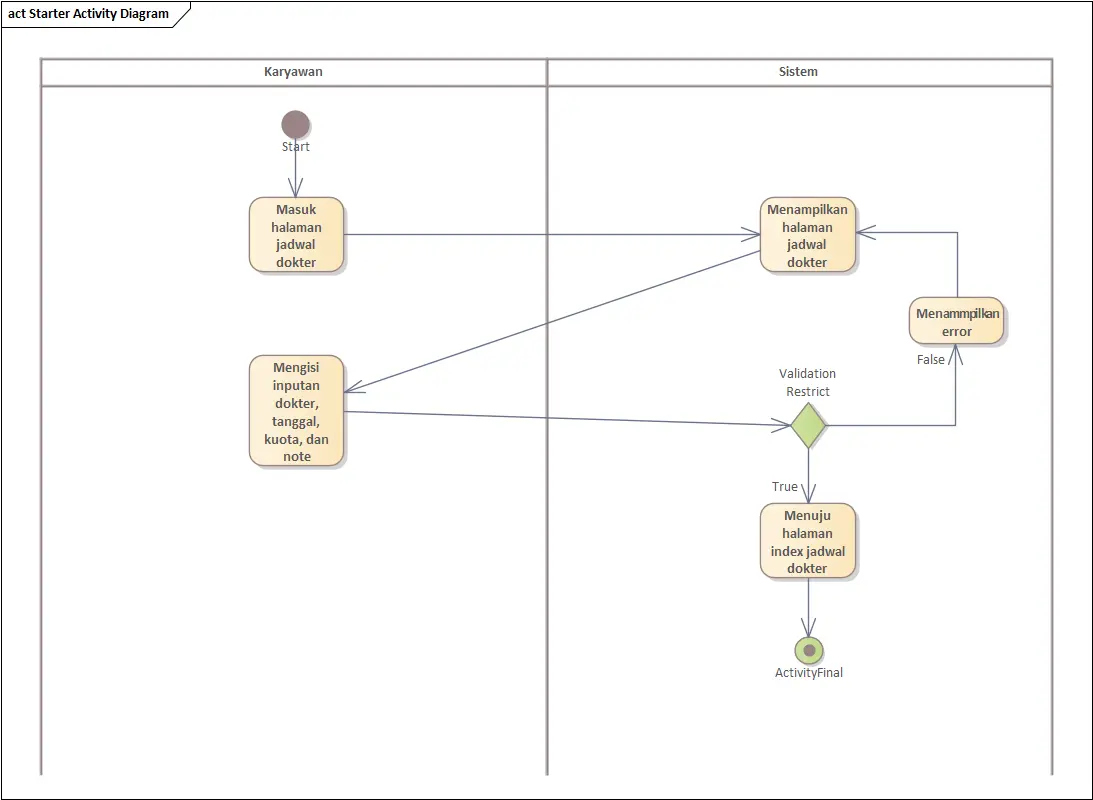 act Starter Activity Diagram
Karyawan
Sistem
Start
Masuk
halaman
jadwal
dokter
Menampilkan
halaman
jadwal
dokter
Menammpilkan
error
False
Mengisi
inputan
dokter,
tanggal,
kuota, dan
note
Validation
Restrict
True
Menuju
halaman
index jadwal
dokter
ActivityFinal